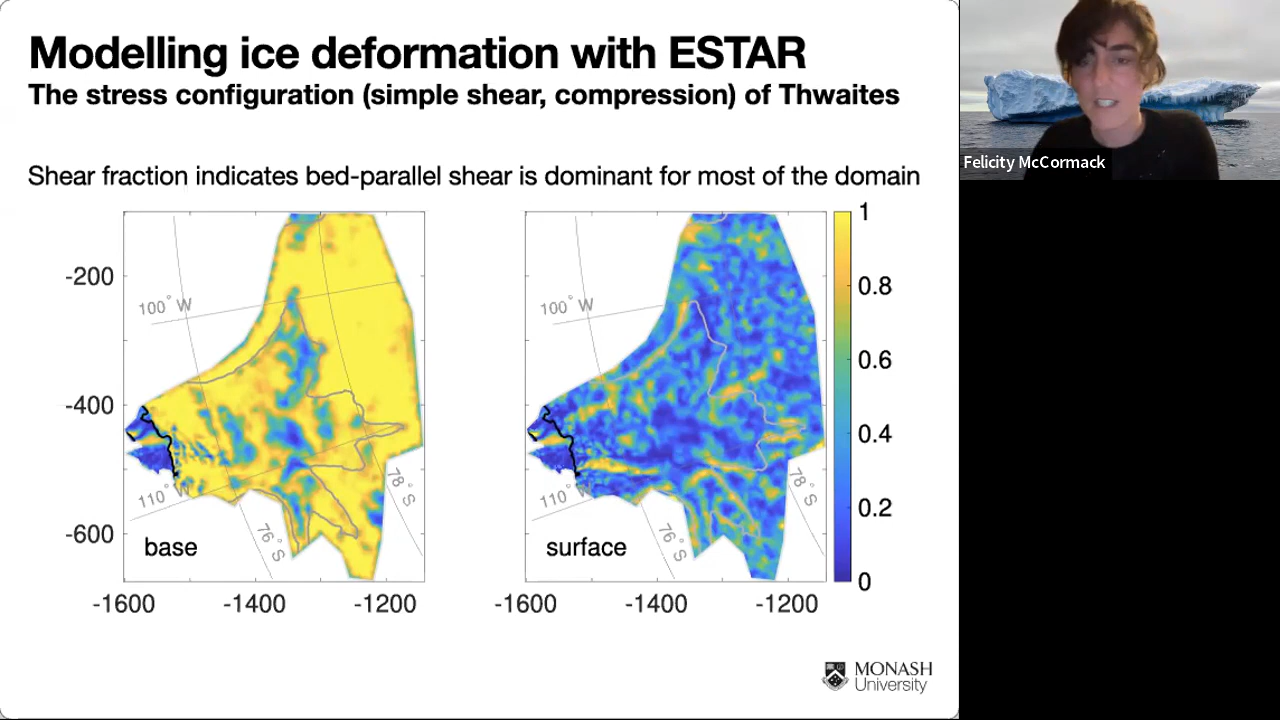 Modelling ice deformation with ESTAR
The stress configuration (simple shear, compression) of Thwaites
Felicity McCormack
Shear fraction indicates bed-parallel shear is dominant for most of the domain
-200
-400
-600
100° W
110° W
76° S
78° S
base
-1600
-1400
-1200
100° W
110° W
76° S
78° S
surface
-1600
-1400
-1200
1
0.8
0.6
0.4
0.2
0
MONASH
University